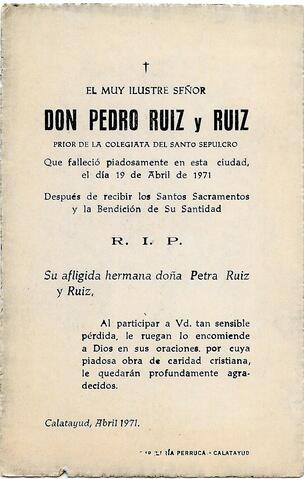 †
EL MUY ILUSTRE SEÑOR
DON PEDRO RUIZ y RUIZ
PRIOR DE LA COLEGIATA DEL SANTO SEPULCRO
Que falleció piadosamente en esta ciudad,
el día 19 de Abril de 1971
Después de recibir los Santos Sacramentos
y la Bendición de Su Santidad
R. I. P.
Su afligida hermana doña Petra Ruiz
y Ruiz,
Al participar a Vd. tan sensible
pérdida, le ruegan lo encomiende
a Dios en sus oraciones, por cuya
piadosa obra de caridad cristiana,
le quedarán profundamente agra-
decidos.
Calatayud, Abril 1971.
PERRUCA. - CALATAYUD